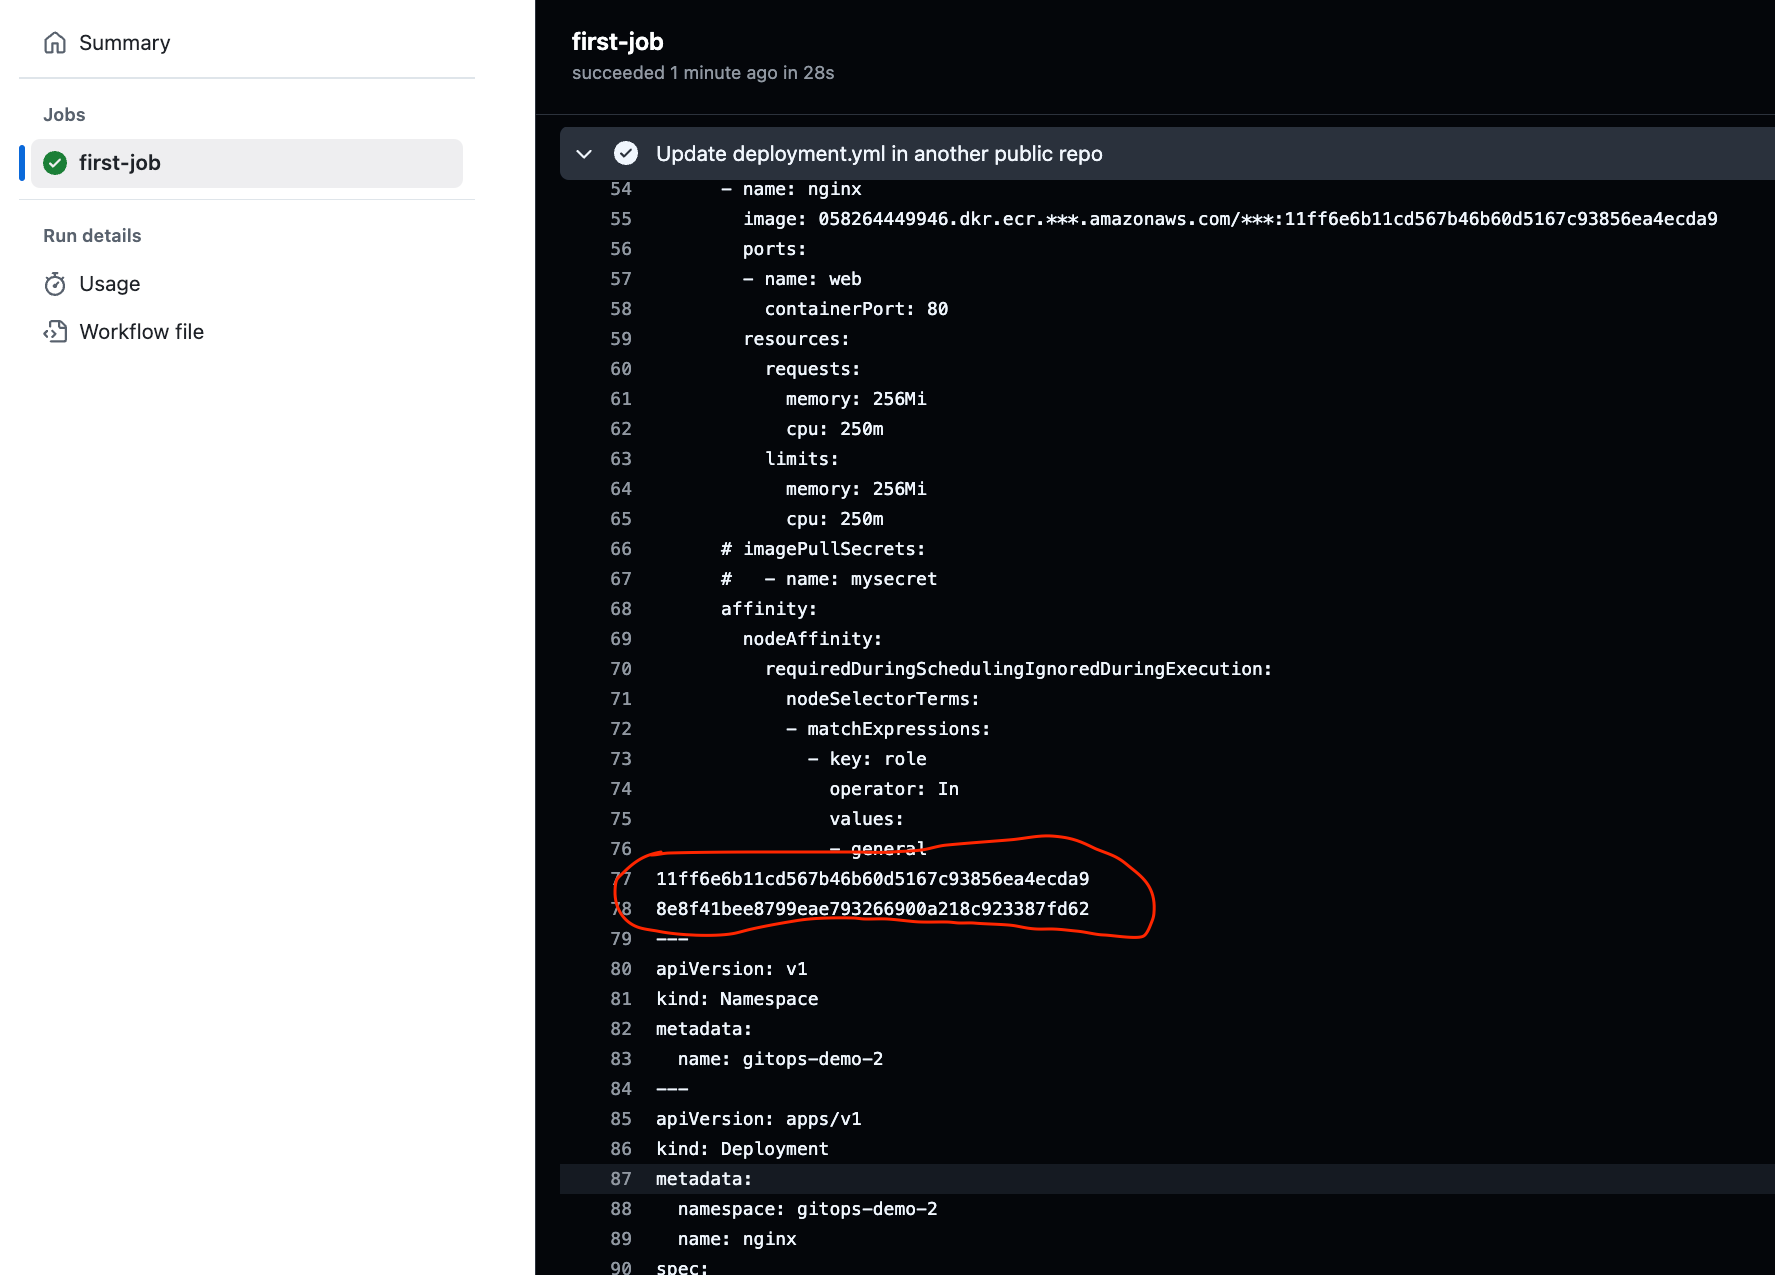 Summary
Jobs
first-job
Run details
Usage
Workflow file
first-job
succeeded 1 minute ago in 28s
Update deployment.yml in another public repo
54 - name: nginx
55 image: 058264449946.dkr.ecr.***.amazonaws.com/***:11ff6e6b11cd567b46b60d5167c93856ea4ecda9
56 ports:
57 - name: web
58 containerPort: 80
59 resources:
60 requests:
61 memory: 256Mi
62 cpu: 250m
63 limits:
64 memory: 256Mi
65 cpu: 250m
66 # imagePullSecrets:
67 #   - name: mysecret
68 affinity:
69 nodeAffinity:
70 requiredDuringSchedulingIgnoredDuringExecution:
71 nodeSelectorTerms:
72 - matchExpressions:
73 - key: role
74 operator: In
75 values:
76 - general
77 11ff6e6b11cd567b46b60d5167c93856ea4ecda9
78 8e8f41bee8799eae793266900a218c923387fd62
79 ---
80 apiVersion: v1
81 kind: Namespace
82 metadata:
83 name: gitops-demo-2
84 ---
85 apiVersion: apps/v1
86 kind: Deployment
87 metadata:
88 namespace: gitops-demo-2
89 name: nginx
90 spec: